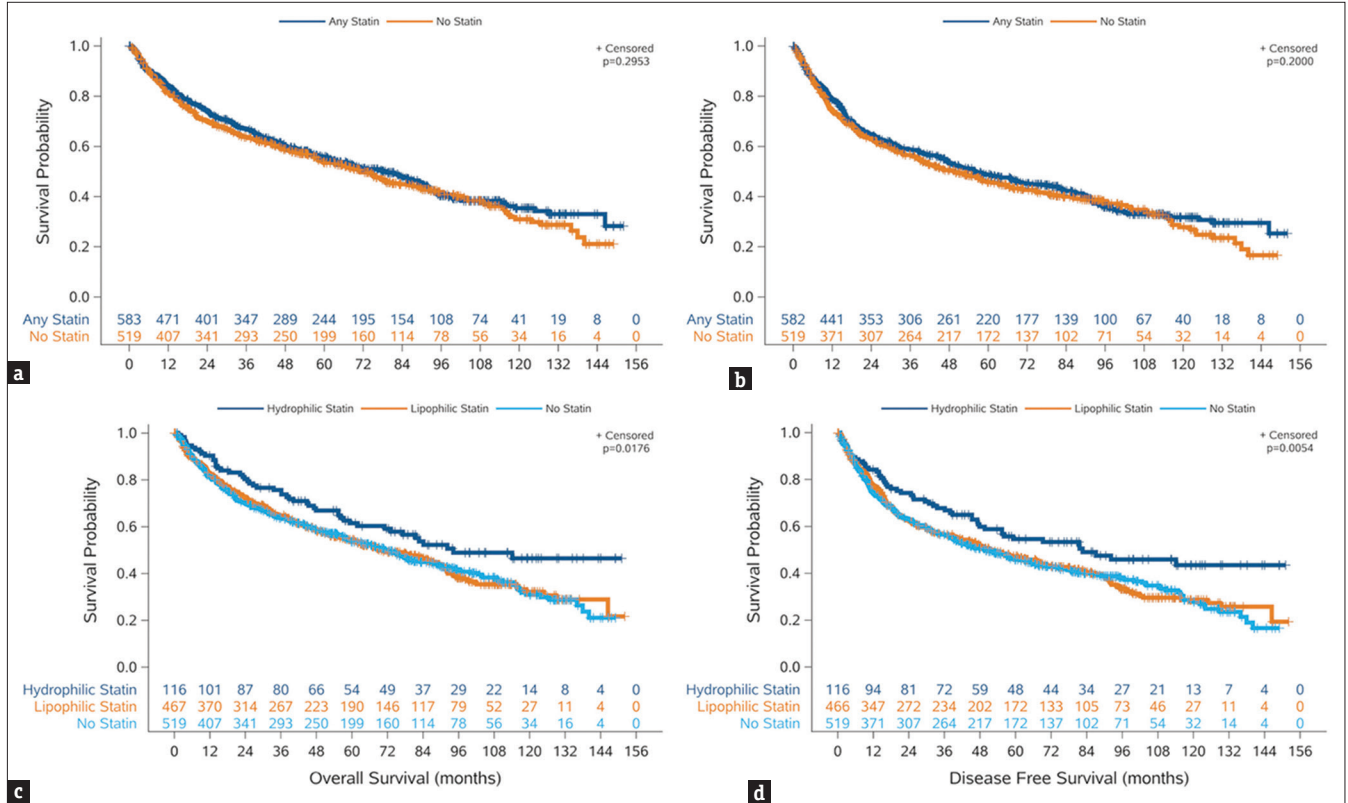 Any Statin No Statin
+ Censored
p=0.2953
Survival Probability
1.0
0.8
0.6
0.4
0.2
0.0
Any Statin 583 471 401 347 289 244 195 154 108 74 41 19 8 0
No Statin 519 407 341 293 250 199 160 114 78 56 34 16 4 0
0 12 24 36 48 60 72 84 96 108 120 132 144 156
a
Any Statin No Statin
+ Censored
p=0.2000
Survival Probability
1.0
0.8
0.6
0.4
0.2
0.0
Any Statin 582 441 353 306 261 220 177 139 100 67 40 18 8 0
No Statin 519 371 307 264 217 172 137 102 71 54 32 14 4 0
0 12 24 36 48 60 72 84 96 108 120 132 144 156
b
Hydrophilic Statin Lipophilic Statin No Statin
+ Censored
p=0.0176
Survival Probability
1.0
0.8
0.6
0.4
0.2
0.0
Hydrophilic Statin 116 101 87 80 66 54 49 37 29 22 14 8 4 0
Lipophilic Statin 467 370 314 267 223 190 146 117 79 52 27 11 4 0
No Statin 519 407 341 293 250 199 160 114 78 56 34 16 4 0
0 12 24 36 48 60 72 84 96 108 120 132 144 156
Overall Survival (months)
c
Hydrophilic Statin Lipophilic Statin No Statin
+ Censored
p=0.0054
Survival Probability
1.0
0.8
0.6
0.4
0.2
0.0
Hydrophilic Statin 116 94 81 72 59 48 44 34 27 21 13 7 4 0
Lipophilic Statin 466 347 272 234 202 172 133 105 73 46 27 11 4 0
No Statin 519 371 307 264 217 172 137 102 71 54 32 14 4 0
0 12 24 36 48 60 72 84 96 108 120 132 144 156
Disease Free Survival (months)
d